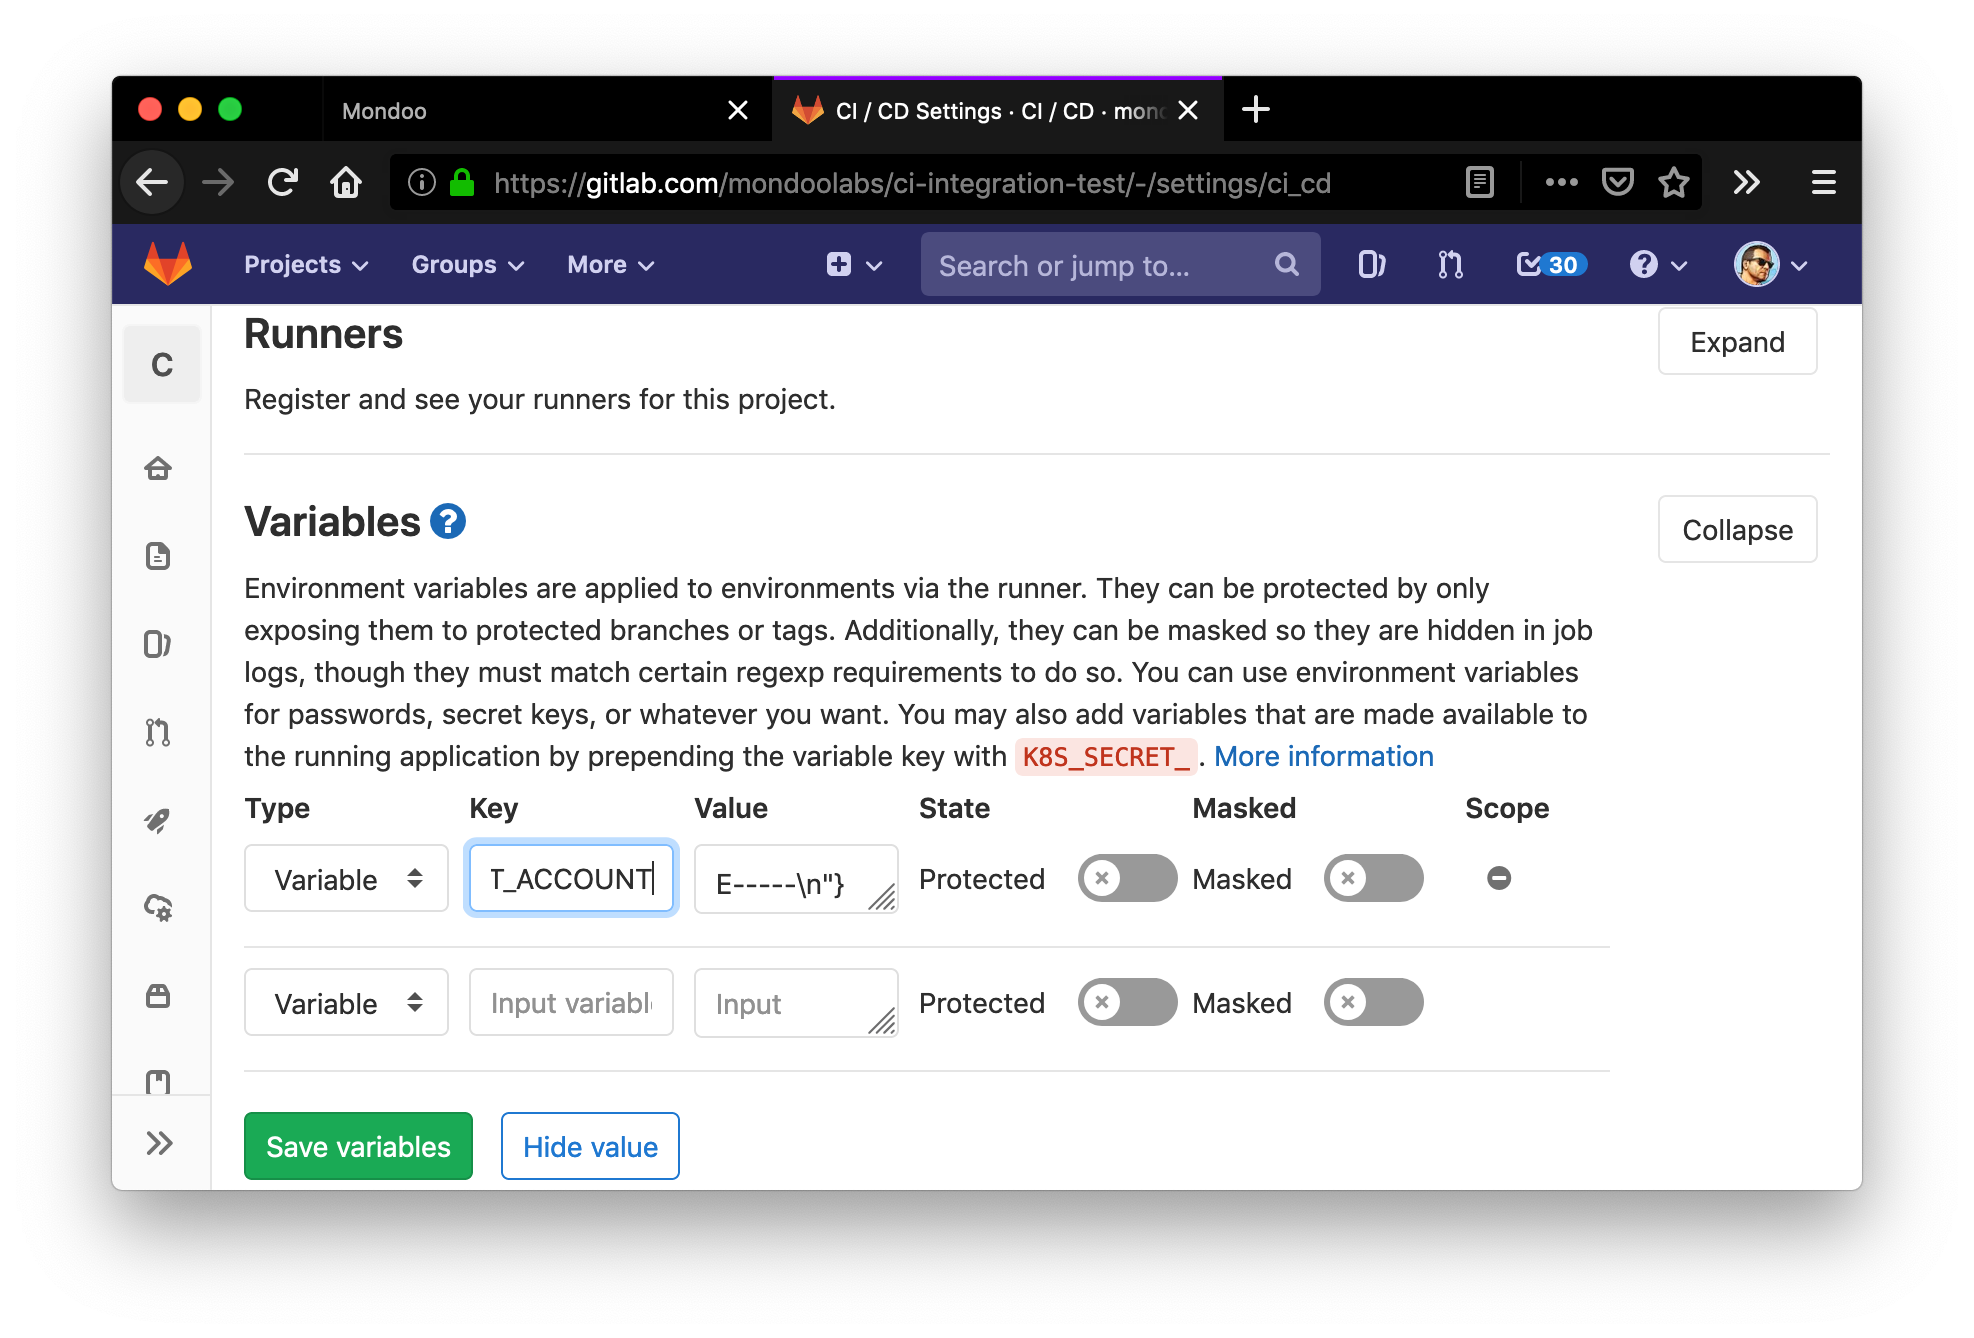 Mondoo
CI / CD Settings · CI / CD · mond
https://gitlab.com/mondoolabs/ci-integration-test/-/settings/ci_cd
Projects Groups More Search or jump to... 30
C
Runners
Expand
Register and see your runners for this project.
Variables ?
Collapse
Environment variables are applied to environments via the runner. They can be protected by only
exposing them to protected branches or tags. Additionally, they can be masked so they are hidden in job
logs, though they must match certain regexp requirements to do so. You can use environment variables
for passwords, secret keys, or whatever you want. You may also add variables that are made available to
the running application by prepending the variable key with K8S_SECRET_ . More information
Type Key Value State Masked Scope
Variable T_ACCOUNT E-----\n"} Protected Masked
Variable Input variabl Input Protected Masked
Save variables Hide value